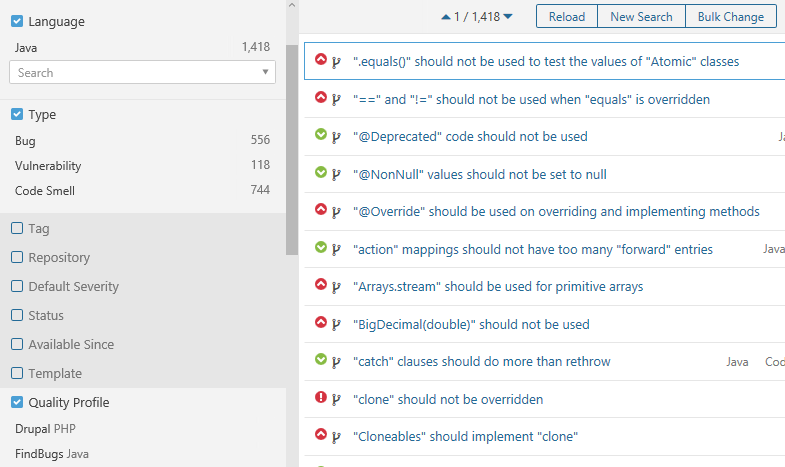 Language
Java 1,418
Search
Type
Bug 556
Vulnerability 118
Code Smell 744
Tag
Repository
Default Severity
Status
Available Since
Template
Quality Profile
Drupal PHP
FindBugs Java
1 / 1,418 Reload New Search Bulk Change
".equals()" should not be used to test the values of "Atomic" classes
"==" and "!=" should not be used when "equals" is overridden
"@Deprecated" code should not be used
"@NonNull" values should not be set to null
"@Override" should be used on overriding and implementing methods
"action" mappings should not have too many "forward" entries Java
"Arrays.stream" should be used for primitive arrays
"BigDecimal(double)" should not be used
"catch" clauses should do more than rethrow Java
"clone" should not be overridden
"Cloneables" should implement "clone"